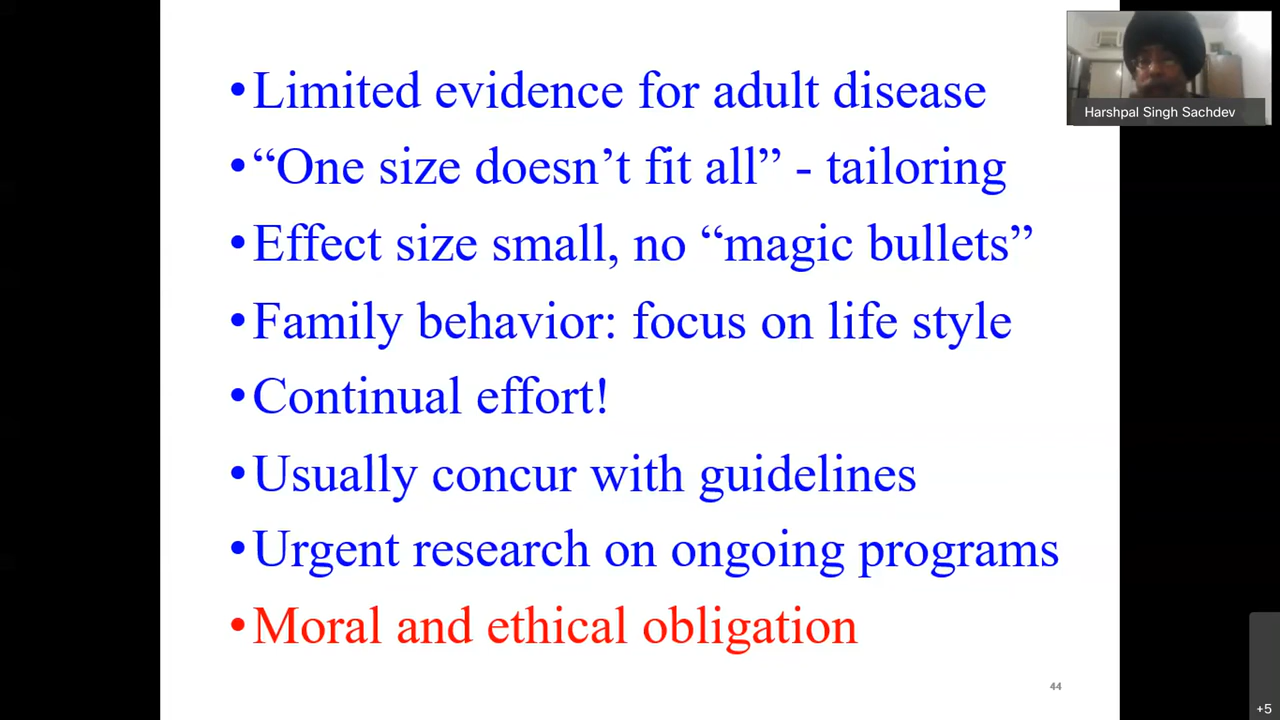 •Limited evidence for adult disease
•“One size doesn’t fit all” - tailoring
•Effect size small, no “magic bullets”
•Family behavior: focus on life style
•Continual effort!
•Usually concur with guidelines
•Urgent research on ongoing programs
•Moral and ethical obligation
44
Harshpal Singh Sachdev
+5